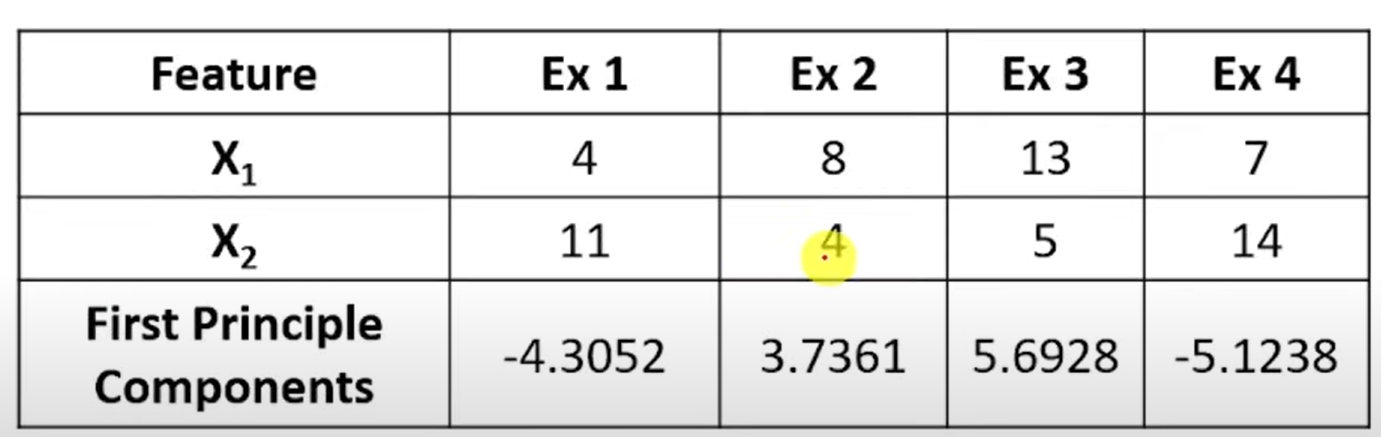 Feature Ex 1 Ex 2 Ex 3 Ex 4
X₁ 4 8 13 7
X₂ 11 4 5 14
First Principle
Components -4.3052 3.7361 5.6928 -5.1238